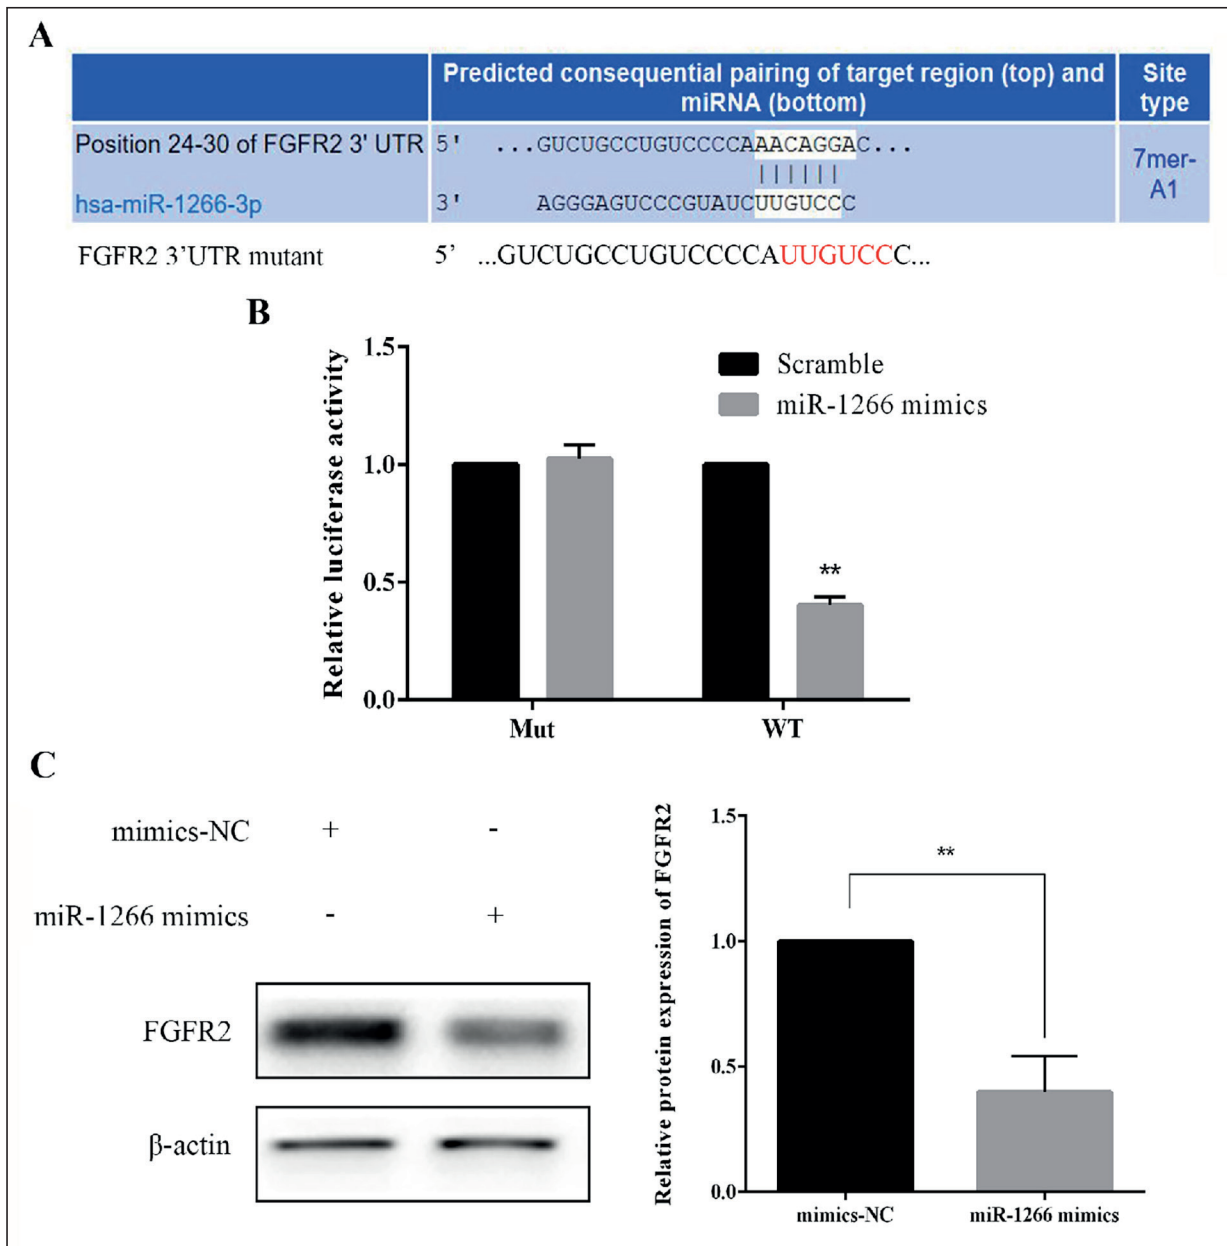 A
Predicted consequential pairing of target region (top) and miRNA (bottom)
Site type
Position 24-30 of FGFR2 3' UTR 5' ...GUCUGCCUGUCCCCAAACAGGAC...
||||||
7mer-A1
hsa-miR-1266-3p 3' AGGGAGUCCCGUAUCUUGUCCC
FGFR2 3’UTR mutant 5’ ...GUCUGCCUGUCCCCAUUGUCCC...
B
1.5
1.0
0.5
0.0
Relative luciferase activity
Scramble
miR-1266 mimics
**
Mut WT
C
mimics-NC + -
miR-1266 mimics - +
FGFR2
β-actin
Relative protein expression of FGFR2
1.5
1.0
0.5
0.0
**
mimics-NC miR-1266 mimics